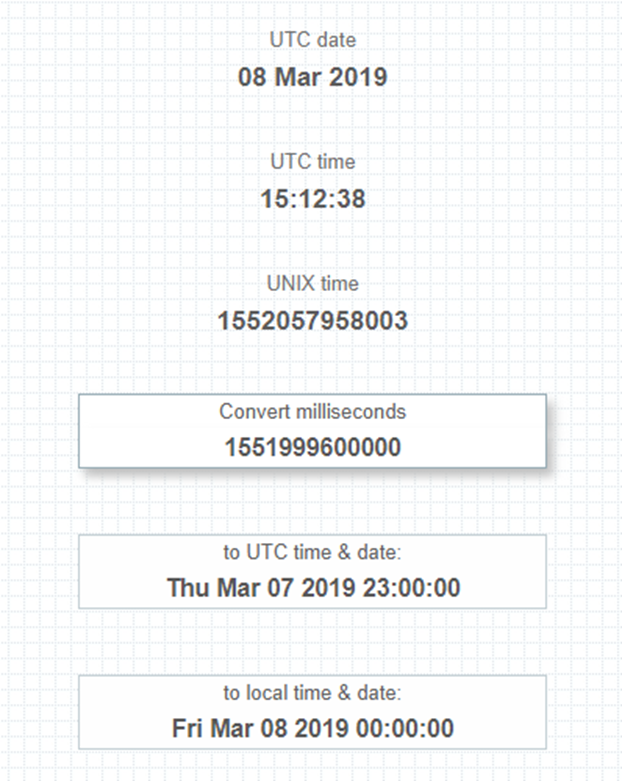 UTC date
08 Mar 2019
UTC time
15:12:38
UNIX time
1552057958003
Convert milliseconds
1551999600000
to UTC time & date:
Thu Mar 07 2019 23:00:00
to local time & date:
Fri Mar 08 2019 00:00:00